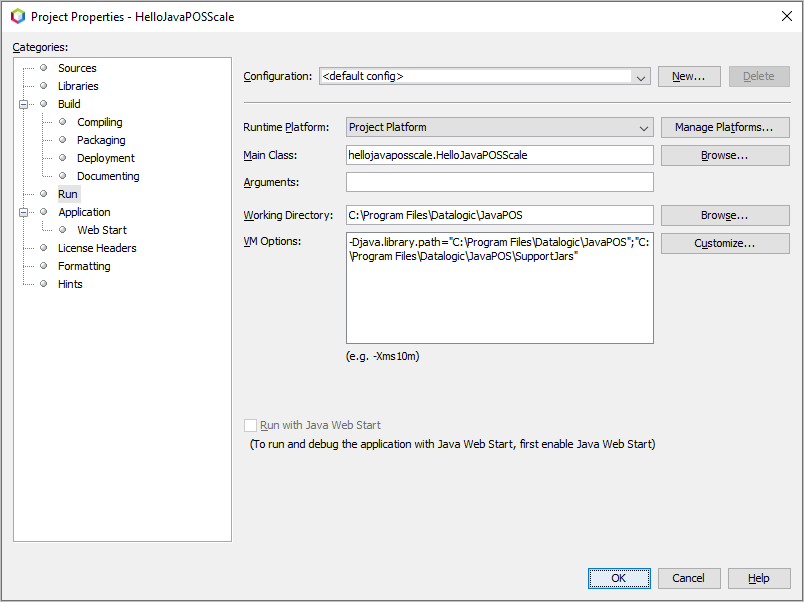 Project Properties - HelloJavaPOSScale
Categories:
Sources
Libraries
Build
Compiling
Packaging
Deployment
Documenting
Run
Application
Web Start
License Headers
Formatting
Hints
Configuration: <default config> New... Delete
Runtime Platform: Project Platform Manage Platforms...
Main Class: hellojavaposscale.HelloJavaPOSScale Browse...
Arguments:
Working Directory: C:\Program Files\Datalogic\JavaPOS Browse...
VM Options: -Djava.library.path="C:\Program Files\Datalogic\JavaPOS";"C: Customize...
\Program Files\Datalogic\JavaPOS\SupportJars"
(e.g. -Xms10m)
Run with Java Web Start
(To run and debug the application with Java Web Start, first enable Java Web Start)
OK Cancel Help